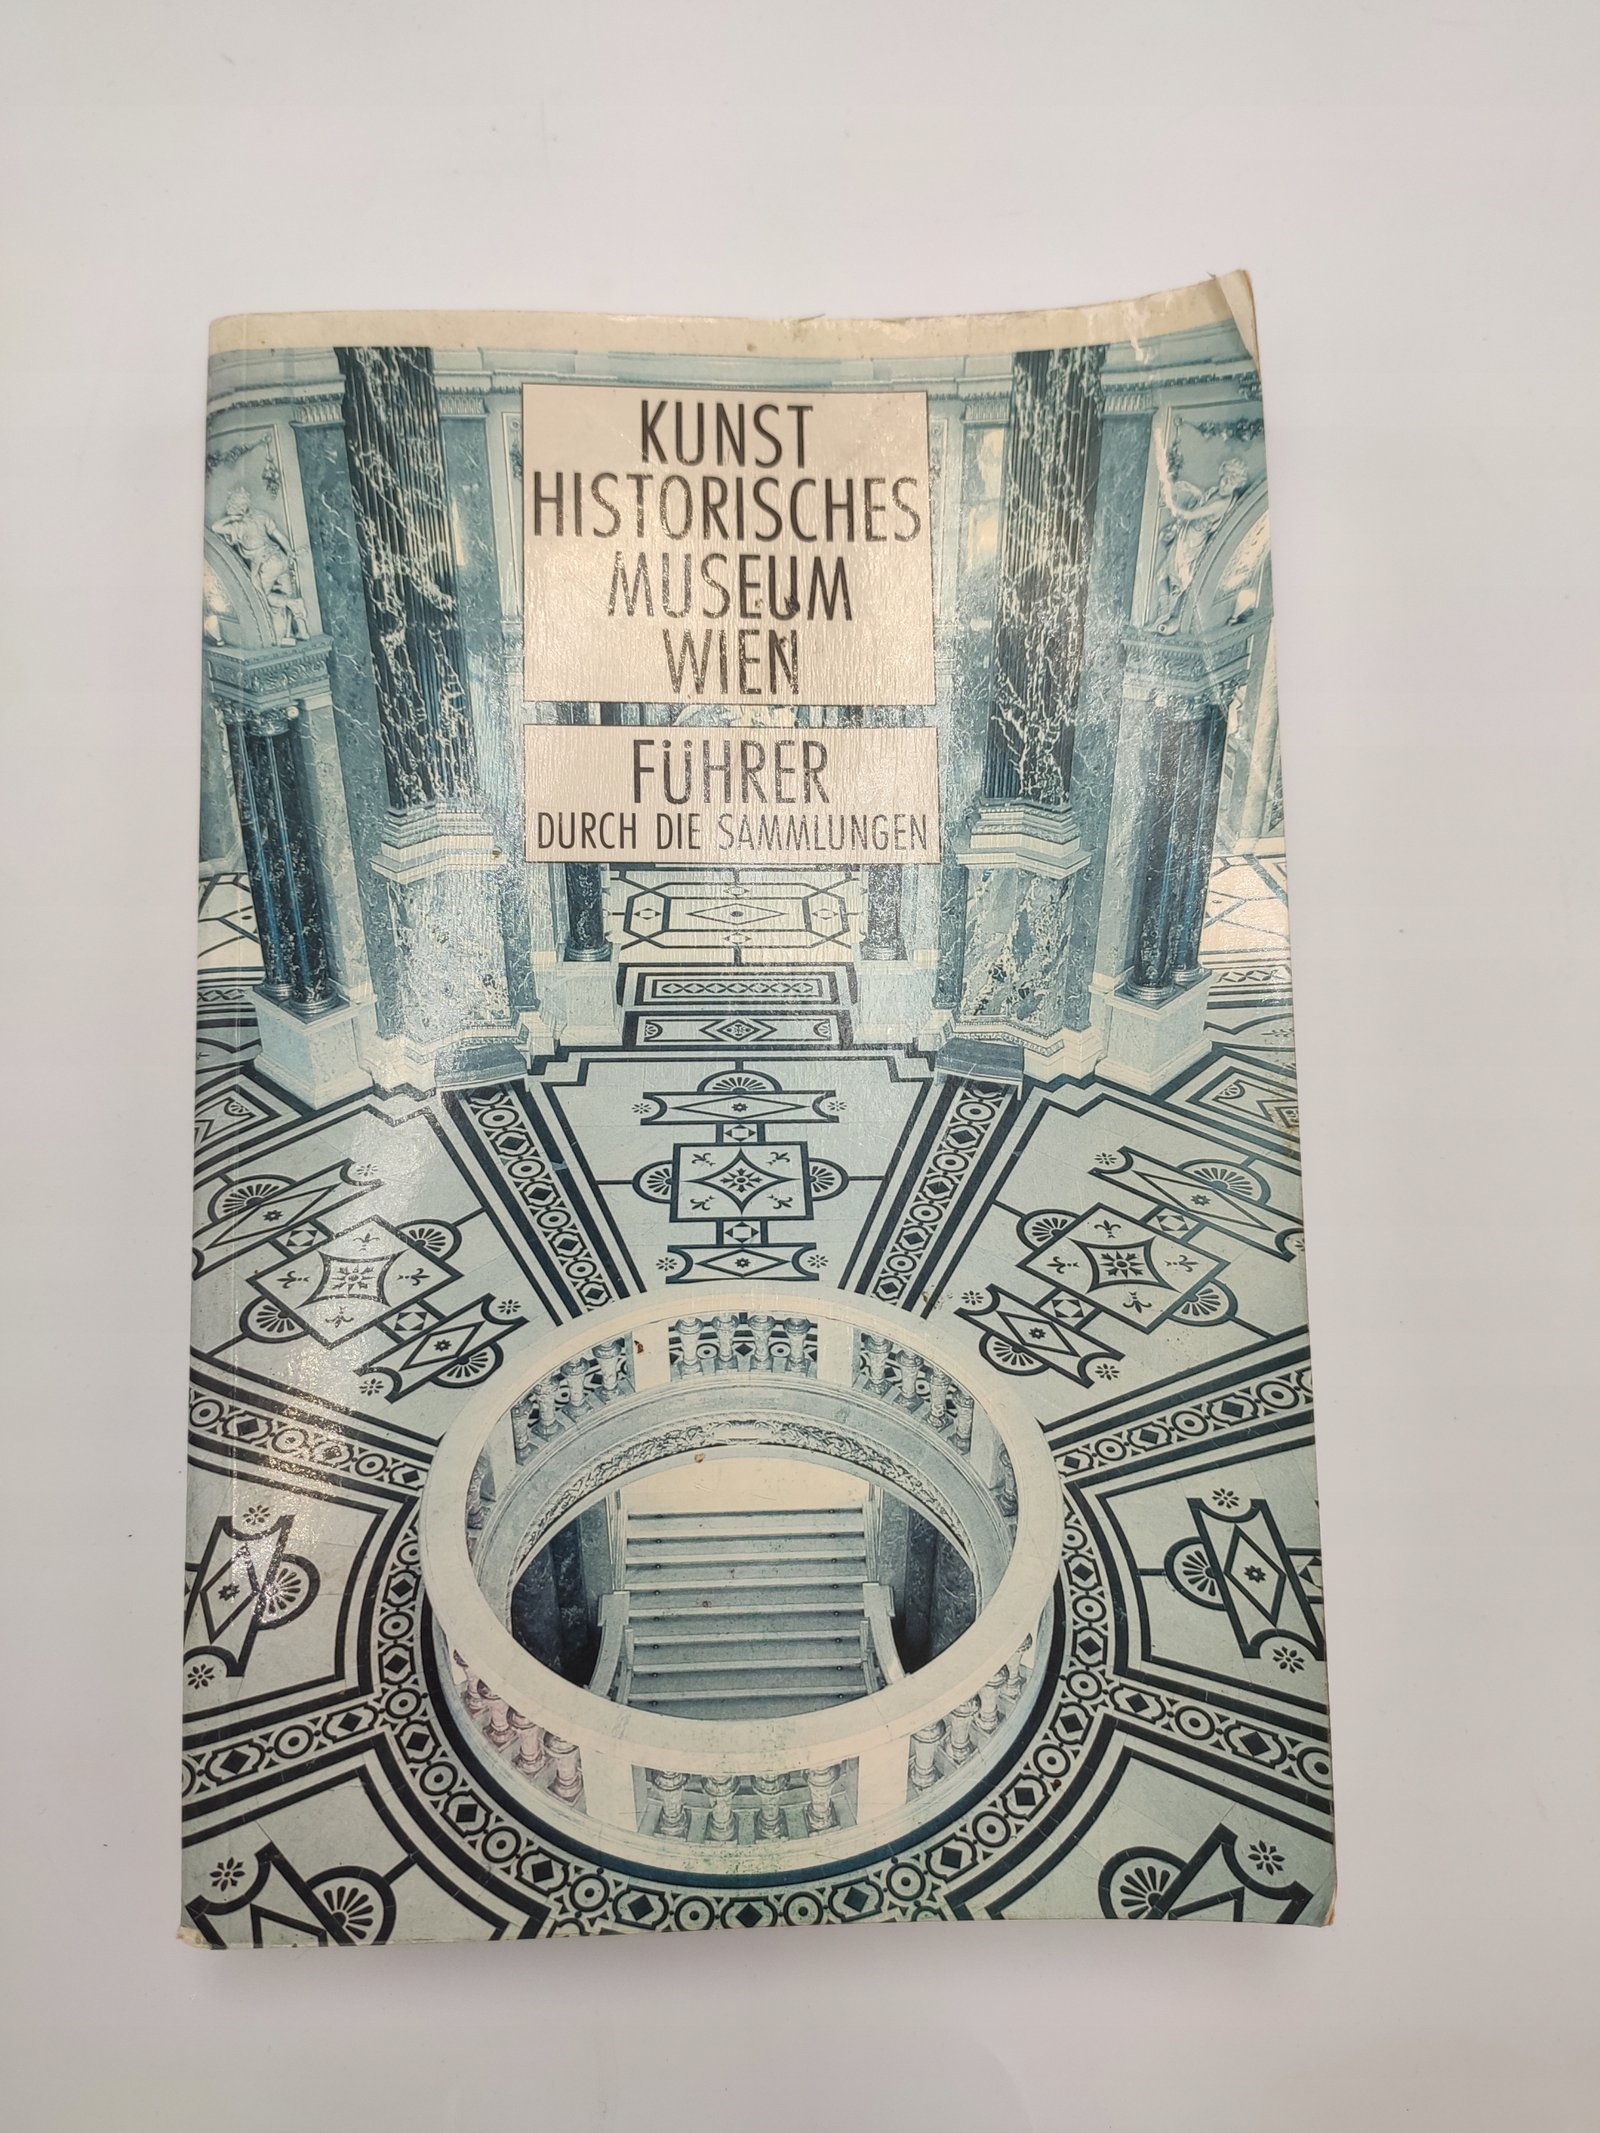 KUNST
HISTORISCHES
MUSEUM
WIEN
FÜHRER
DURCH DIE SAMMLUNGEN